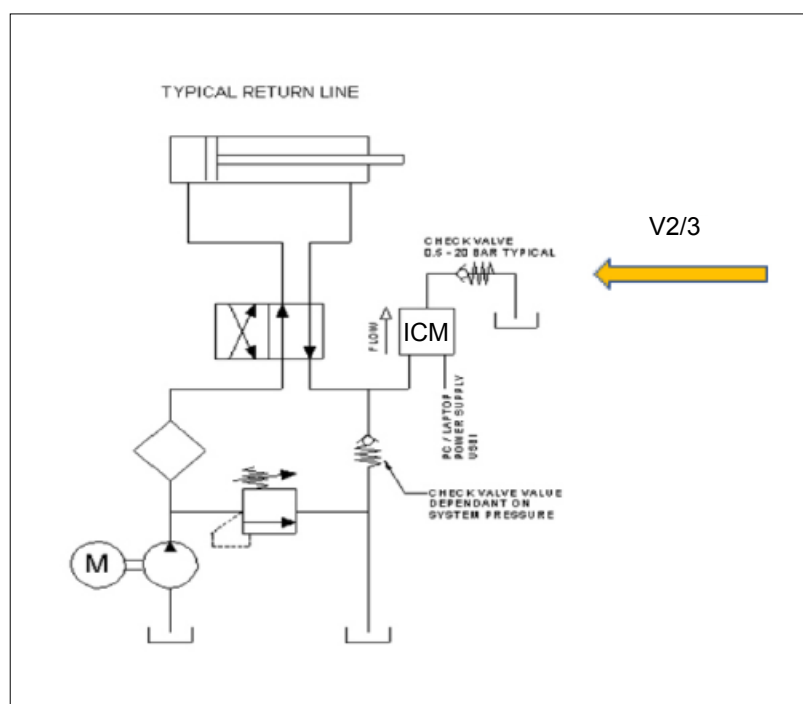 TYPICAL RETURN LINE
V2/3
CHECK VALVE
0.5 - 20 BAR TYPICAL
FLOW
ICM
PC / LAPTOP
POWER SUPPLY
USBI
CHECK VALVE VALUE
DEPENDANT ON
SYSTEM PRESSURE
M